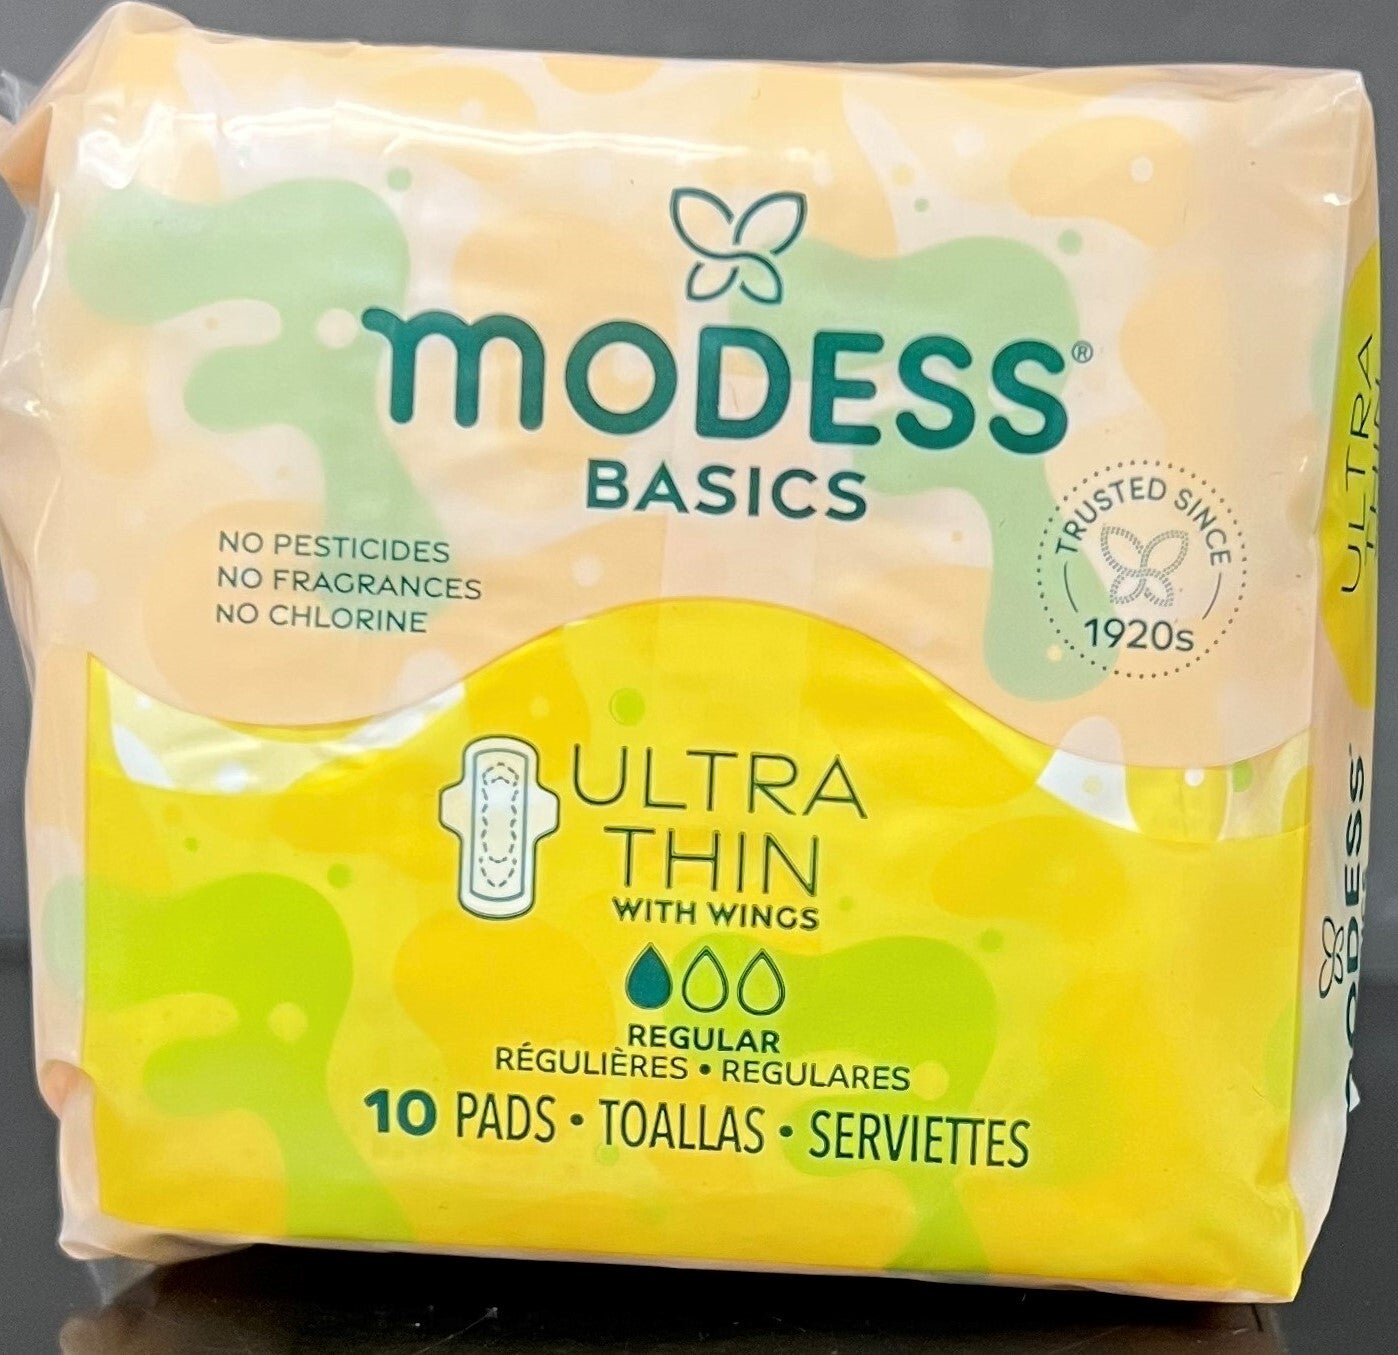 mODESS®
BASICS
NO PESTICIDES
NO FRAGRANCES
NO CHLORINE
TRUSTED SINCE
1920s
ULTRA
THIN
WITH WINGS
REGULAR
RÉGULIÈRES • REGULARES
10 PADS • TOALLAS • SERVIETTES
ULTRA
THIN
MODESS